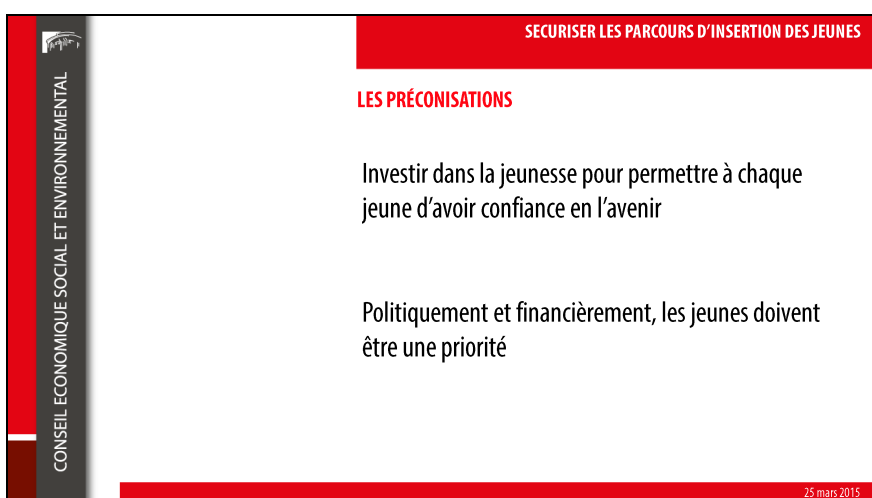 SECURISER LES PARCOURS D'INSERTION DES JEUNES
CONSEIL ECONOMIQUE SOCIAL ET ENVIRONNEMENTAL
LES PRÉCONISATIONS
Investir dans la jeunesse pour permettre à chaque
jeune d'avoir confiance en l'avenir
Politiquement et financièrement, les jeunes doivent
être une priorité
25 mars 2015